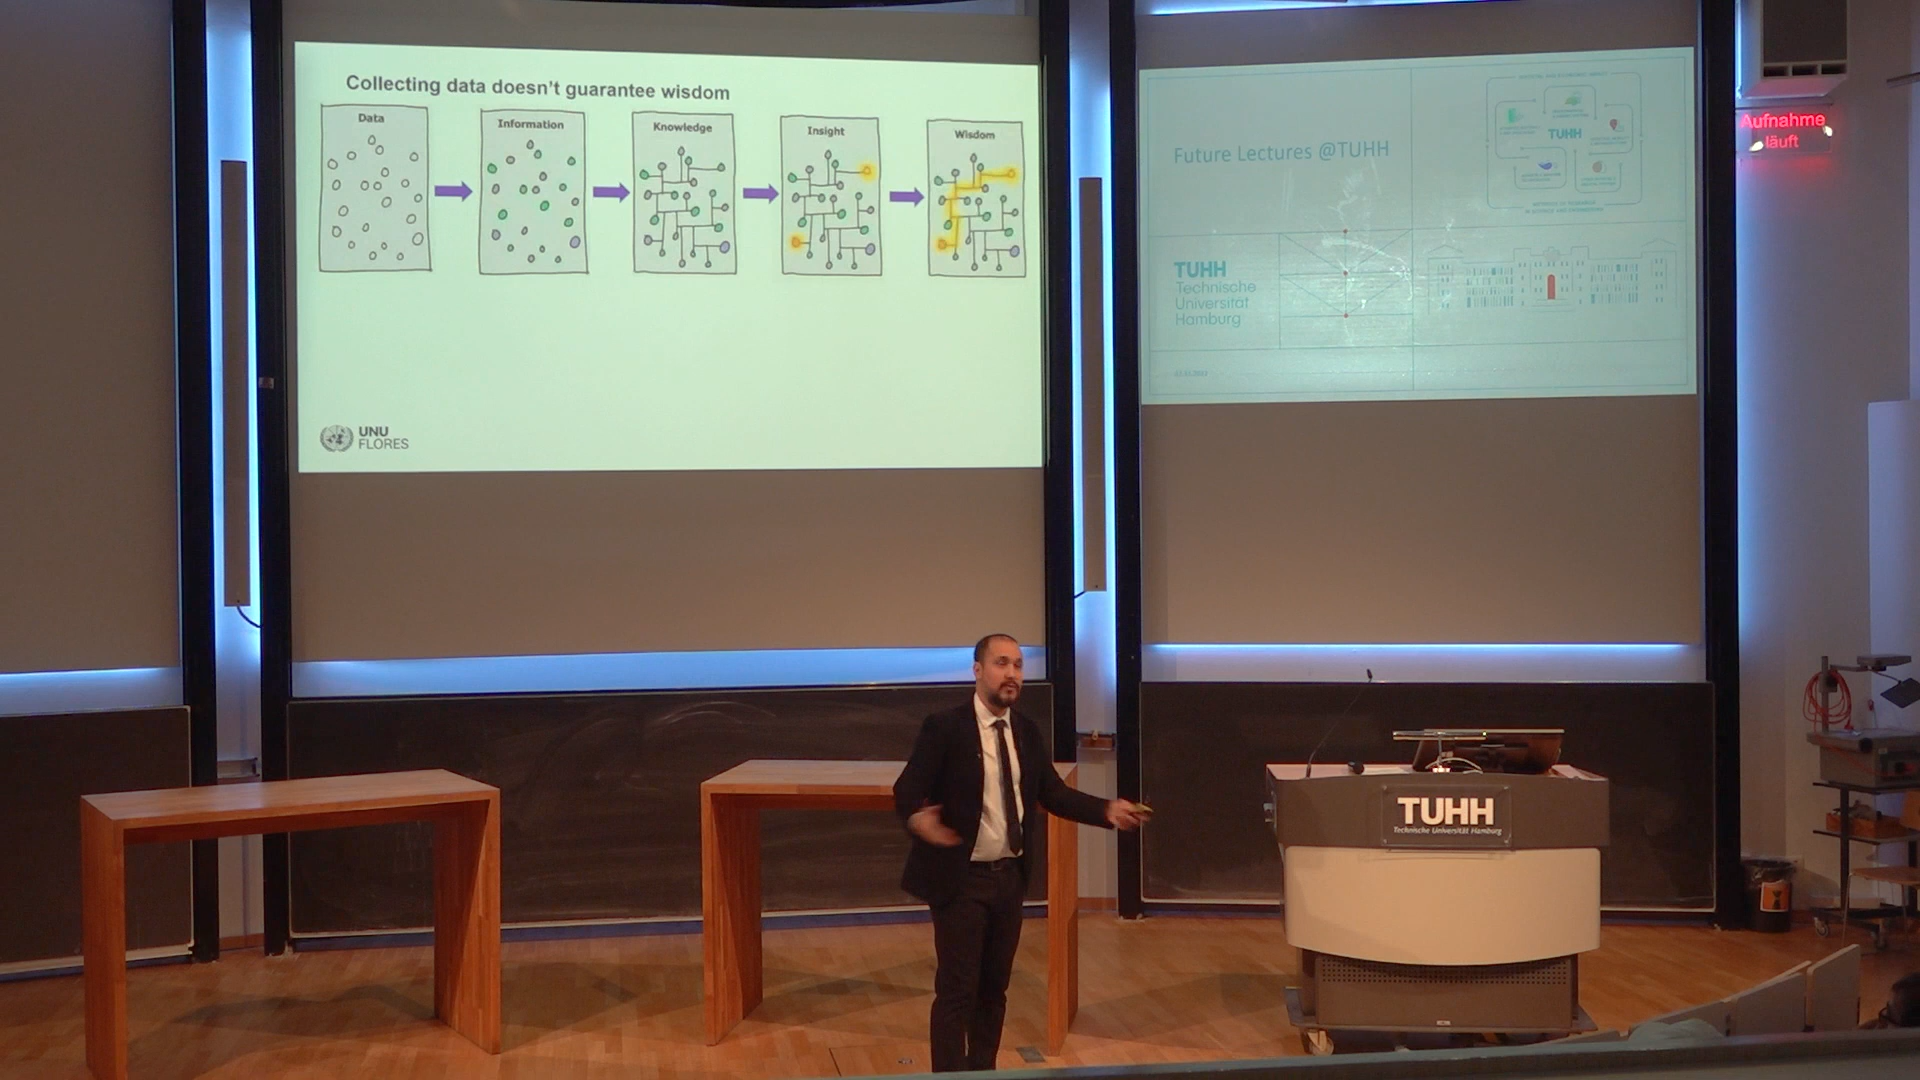 Collecting data doesn't guarantee wisdom
Data
Information
Knowledge
Insight
Wisdom
UNU
FLORES
Future Lectures @TUHH
TUHH
TUHH
Technische
Universität
Hamburg
Aufnahme
läuft
TUHH
Technische Universität Hamburg